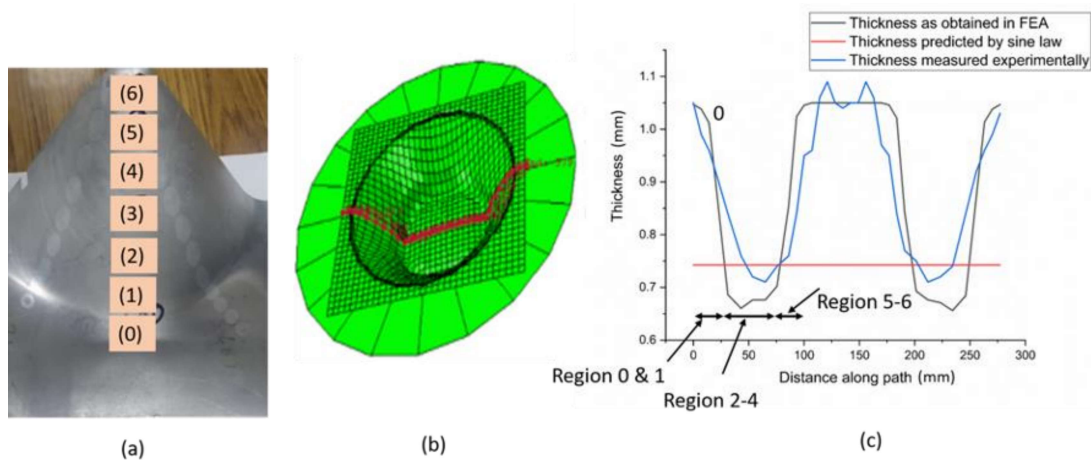 (6)
(5)
(4)
(3)
(2)
(1)
(0)
(a)
(b)
Thickness as obtained in FEA
Thickness predicted by sine law
Thickness measured experimentally
Thickness (mm)
1.1
1.0
0.9
0.8
0.7
0.6
0
Region 5-6
0
50
100
150
200
250
300
Distance along path (mm)
Region 0 & 1
Region 2-4
(c)